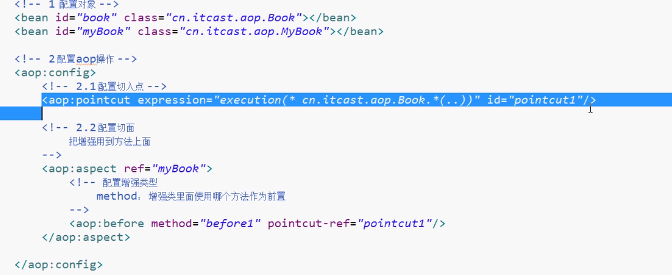 <!-- 1 配置对象 -->
<bean id="book" class="cn.itcast.aop.Book"></bean>
<bean id="myBook" class="cn.itcast.aop.MyBook"></bean>
<!-- 2 配置aop操作 -->
<aop:config>
<!-- 2.1 配置切入点 -->
<aop:pointcut expression="execution(* cn.itcast.aop.Book.*(..))" id="pointcut1"/>
<!-- 2.2 配置切面
把增强用到方法上面
-->
<aop:aspect ref="myBook">
<!-- 配置增强类型
method: 增强类里面使用哪个方法作为前置
-->
<aop:before method="before1" pointcut-ref="pointcut1"/>
</aop:aspect>
</aop:config>